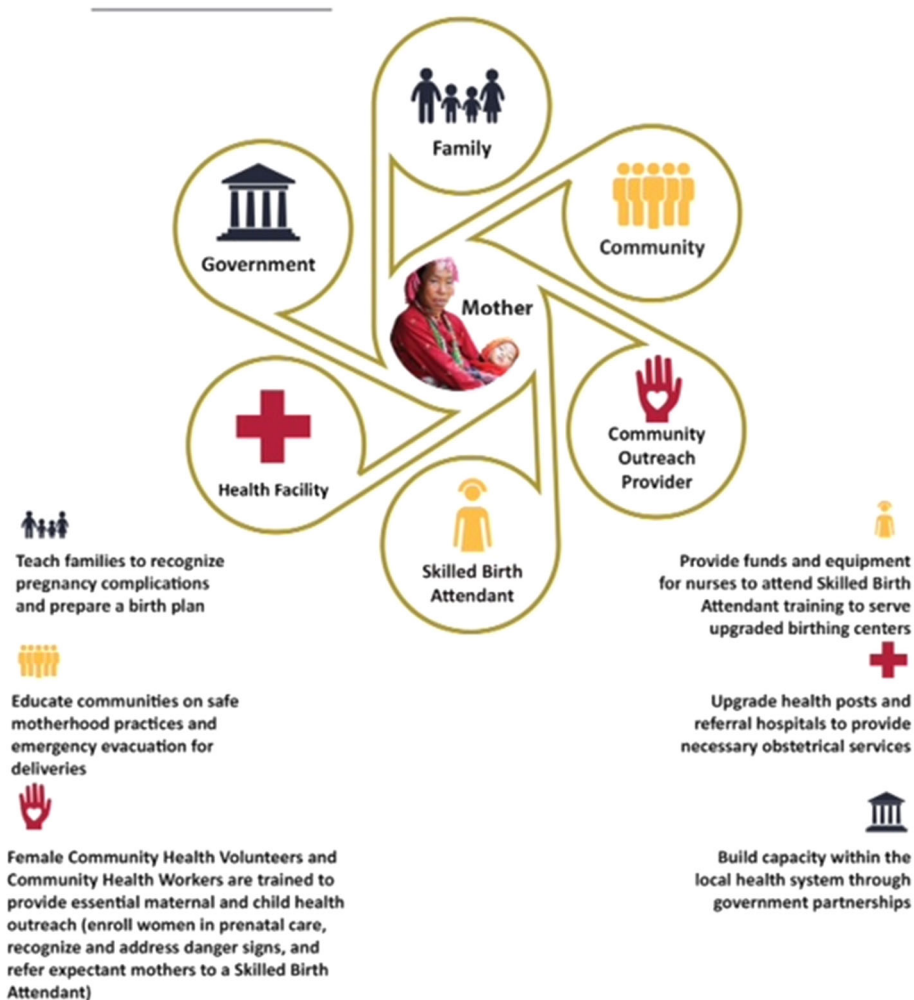 Family
Community
Government
Mother
Community
Outreach
Provider
Health Facility
Skilled Birth
Attendant
Teach families to recognize
pregnancy complications
and prepare a birth plan
Educate communities on safe
motherhood practices and
emergency evacuation for
deliveries
Female Community Health Volunteers and
Community Health Workers are trained to
provide essential maternal and child health
outreach (enroll women in prenatal care,
recognize and address danger signs, and
refer expectant mothers to a Skilled Birth
Attendant)
Provide funds and equipment
for nurses to attend Skilled Birth
Attendant training to serve
upgraded birthing centers
Upgrade health posts and
referral hospitals to provide
necessary obstetrical services
Build capacity within the
local health system through
government partnerships